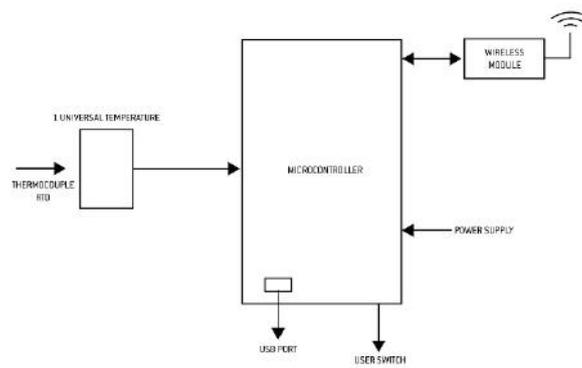 WIRELESS
MODULE
1 UNIVERSAL TEMPERATURE
MICROCONTROLLER
THERMOCOUPLE
RTD
POWER SUPPLY
USB PORT
USER SWITCH